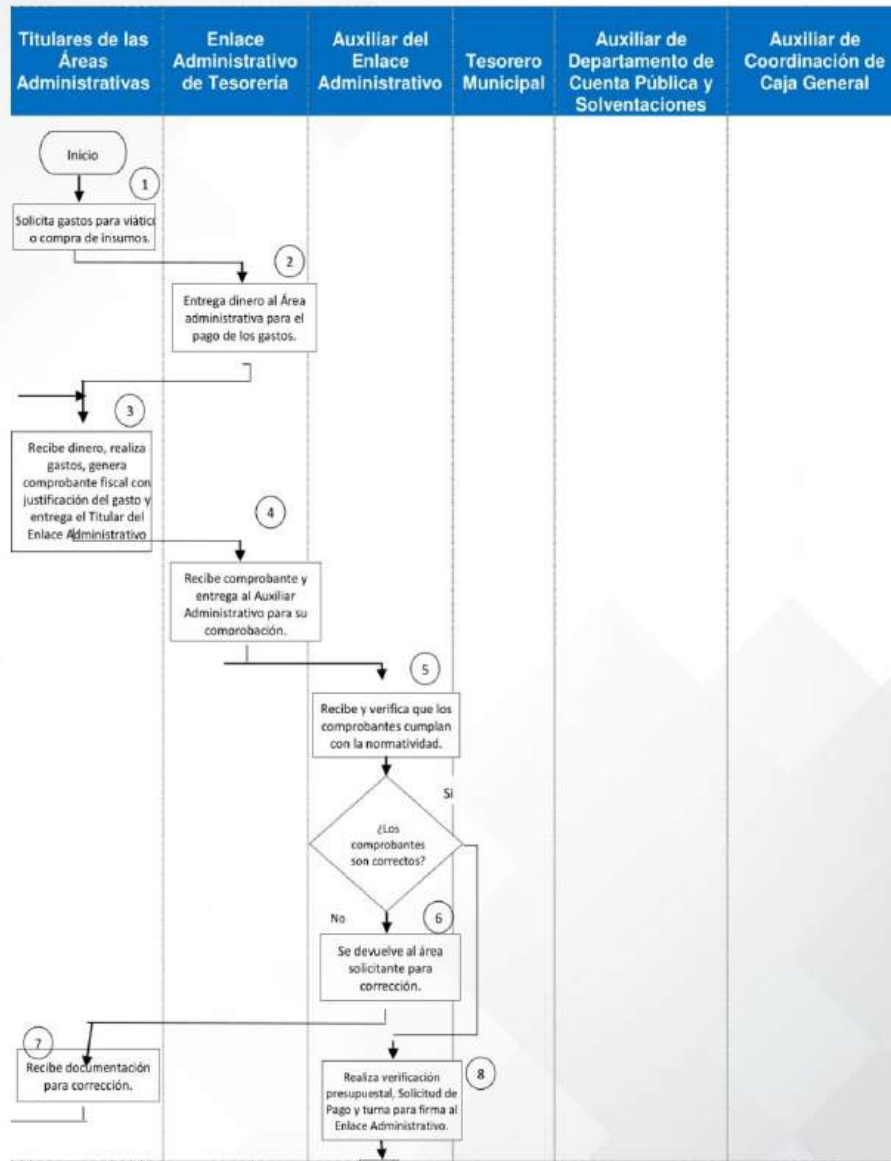 Titulares de las
Áreas
Administrativas
Enlace
Administrativo
de Tesorería
Auxiliar del
Enlace
Administrativo
Tesorero
Municipal
Auxiliar de
Departamento de
Cuenta Pública y
Solventaciones
Auxiliar de
Coordinación de
Caja General
Inicio
1
Solicita gastos para viátic
o compra de insumos.
2
Entrega dinero al Área
administrativa para el
pago de los gastos.
3
Recibe dinero, realiza
gastos, genera
comprobante fiscal con
justificación del gasto y
entrega el Titular del
Enlace Administrativo
4
Recibe comprobante y
entrega al Auxiliar
Administrativo para su
comprobación.
5
Recibe y verifica que los
comprobantes cumplan
con la normatividad.
Si
¿Los
comprobantes
son correctos?
No
6
Se devuelve al área
solicitante para
corrección.
7
Recibe documentación
para corrección.
8
Realiza verificación
presupuestal, Solicitud de
Pago y turna para firma al
Enlace Administrativo.